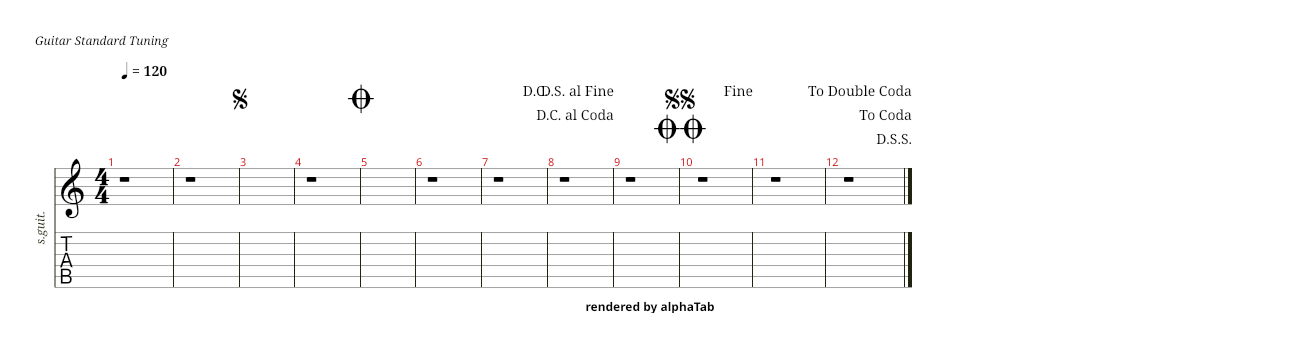 Guitar Standard Tuning
= 120
D.C. D.S. al Fine Fine To Double Coda
D.C. al Coda To Coda
D.S.S.
1 2 3 4 5 6 7 8 9 10 11 12
4
4
s.guit.
T
A
B
rendered by alphaTab